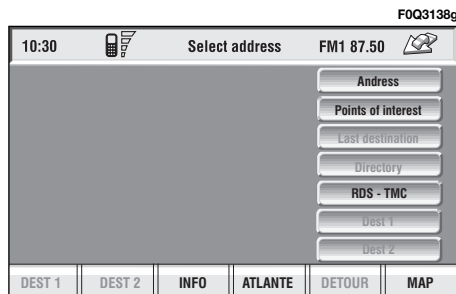 F0Q3138g
10:30 Select address FM1 87.50
Andress
Points of interest
Last destination
Directory
RDS - TMC
Dest 1
Dest 2
DEST 1 DEST 2 INFO ATLANTE DETOUR MAP